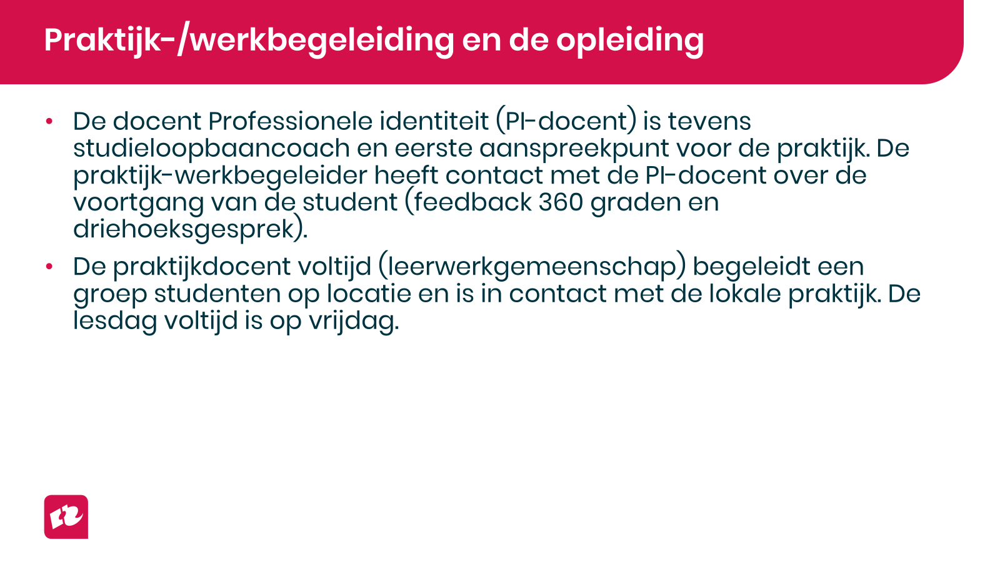 Praktijk-/werkbegeleiding en de opleiding
• De docent Professionele identiteit (PI-docent) is tevens
studieloopbaancoach en eerste aanspreekpunt voor de praktijk. De
praktijk-werkbegeleider heeft contact met de PI-docent over de
voortgang van de student (feedback 360 graden en
driehoeksgesprek).
• De praktijkdocent voltijd (leerwerkgemeenschap) begeleidt een
groep studenten op locatie en is in contact met de lokale praktijk. De
lesdag voltijd is op vrijdag.